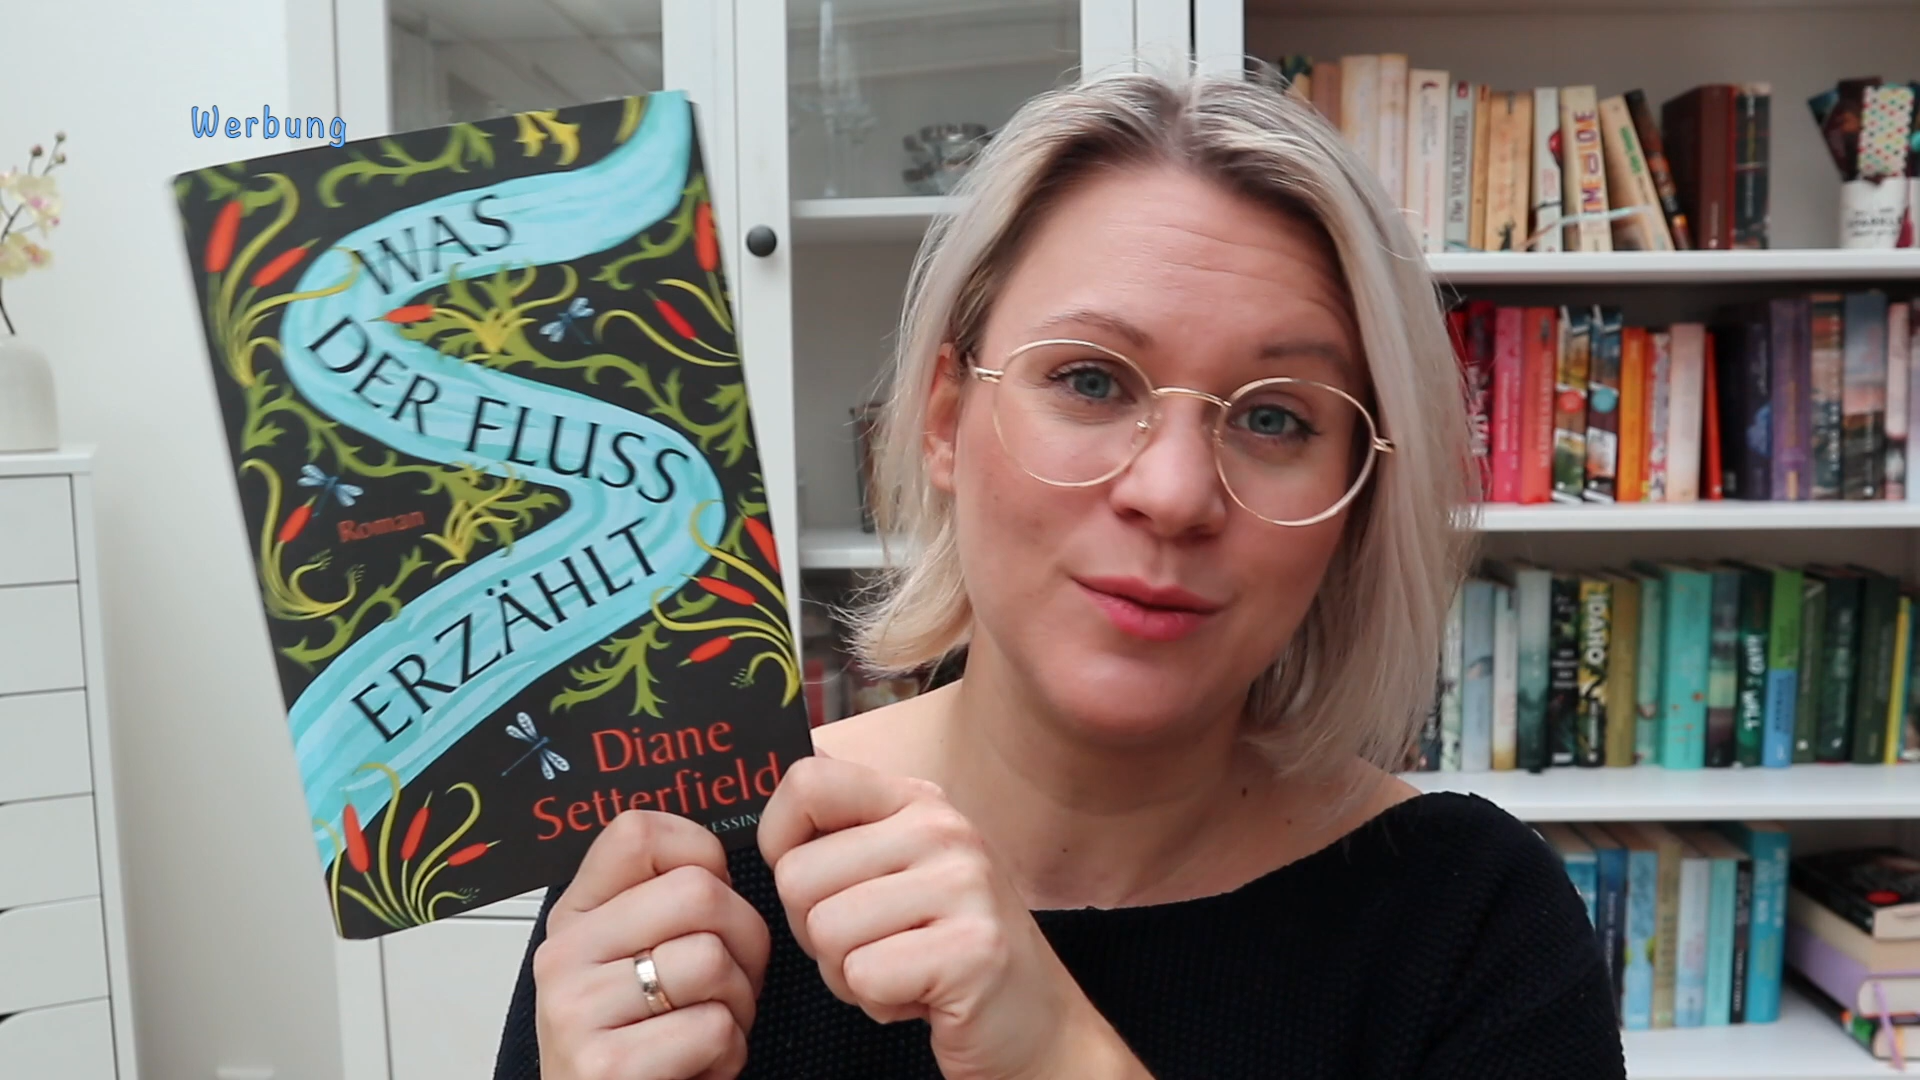 Werbung
WAS
DER FLUSS
ERZÄHLT
Roman
Diane
Setterfield